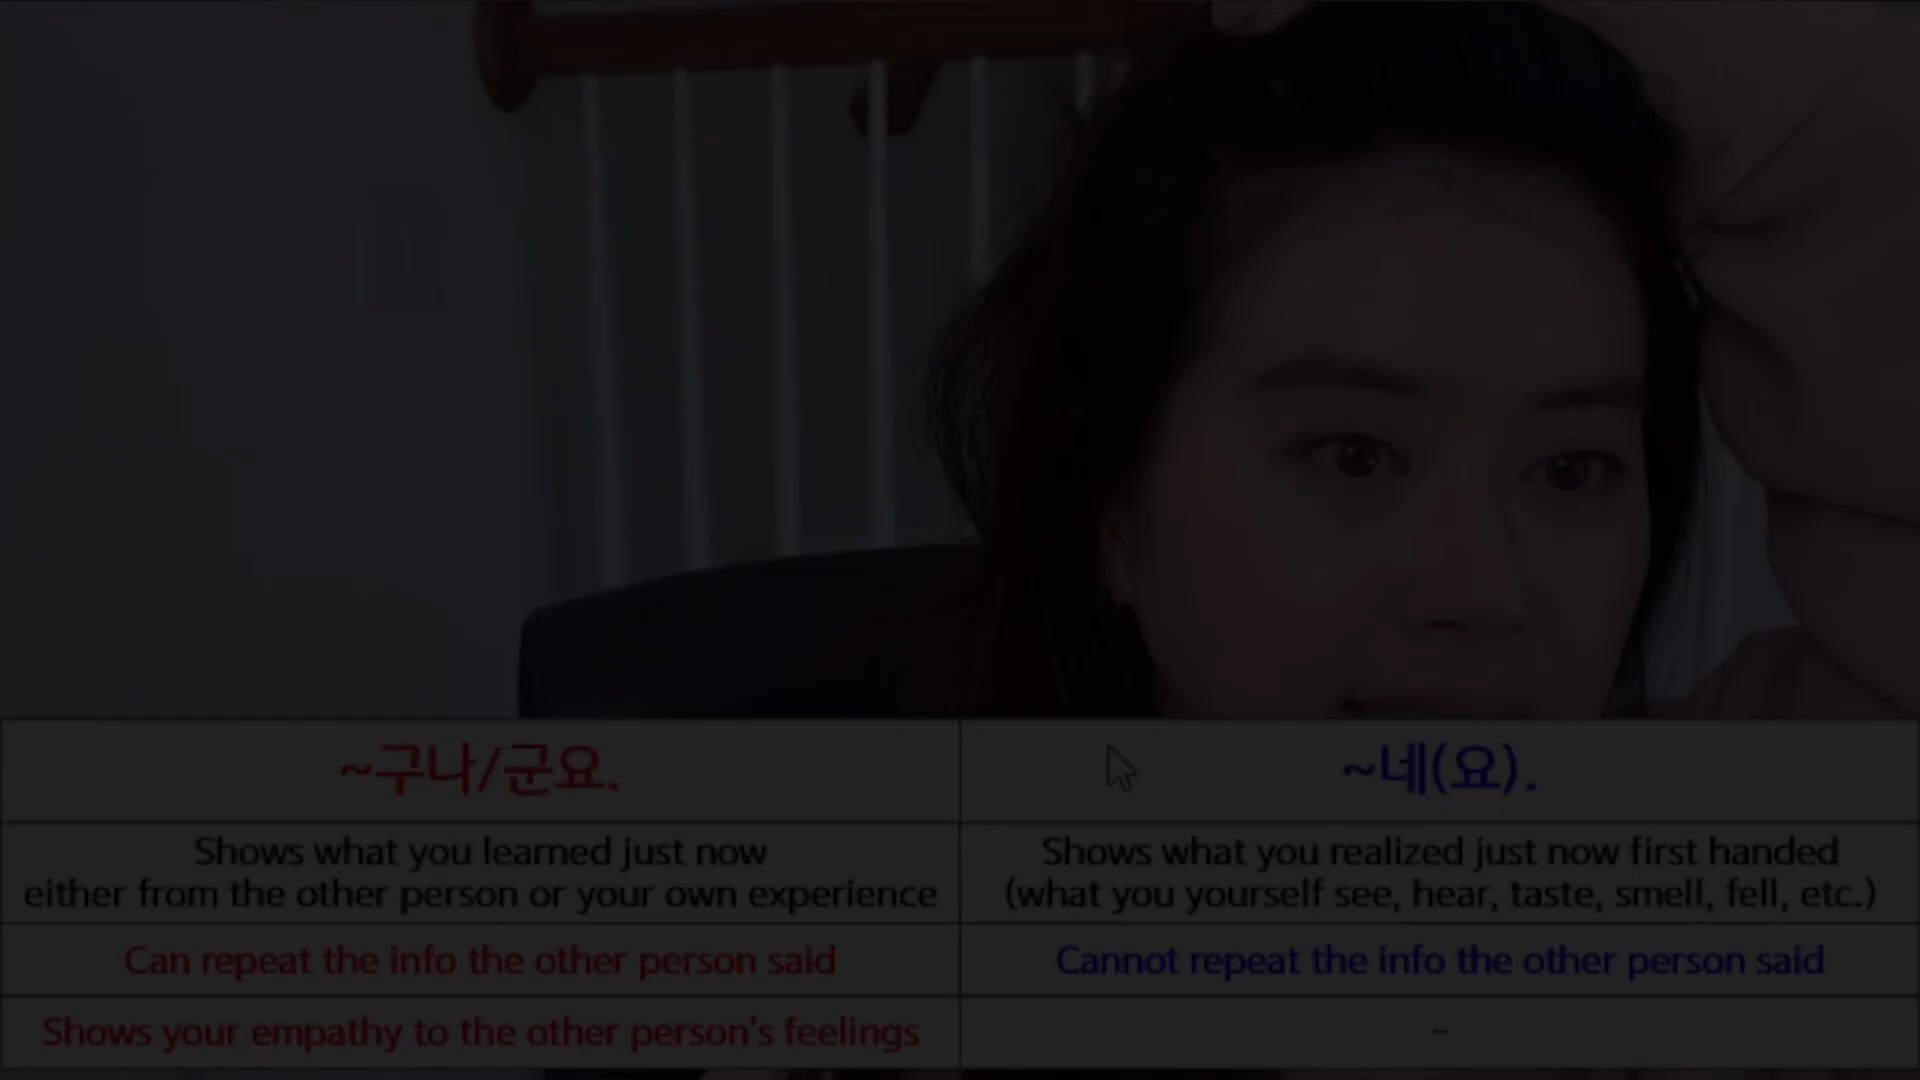 ~구나/군요.
~네(요).
Shows what you learned just now
either from the other person or your own experience
Shows what you realized just now first handed
(what you yourself see, hear, taste, smell, fell, etc.)
Can repeat the info the other person said
Cannot repeat the info the other person said
Shows your empathy to the other person's feelings
–